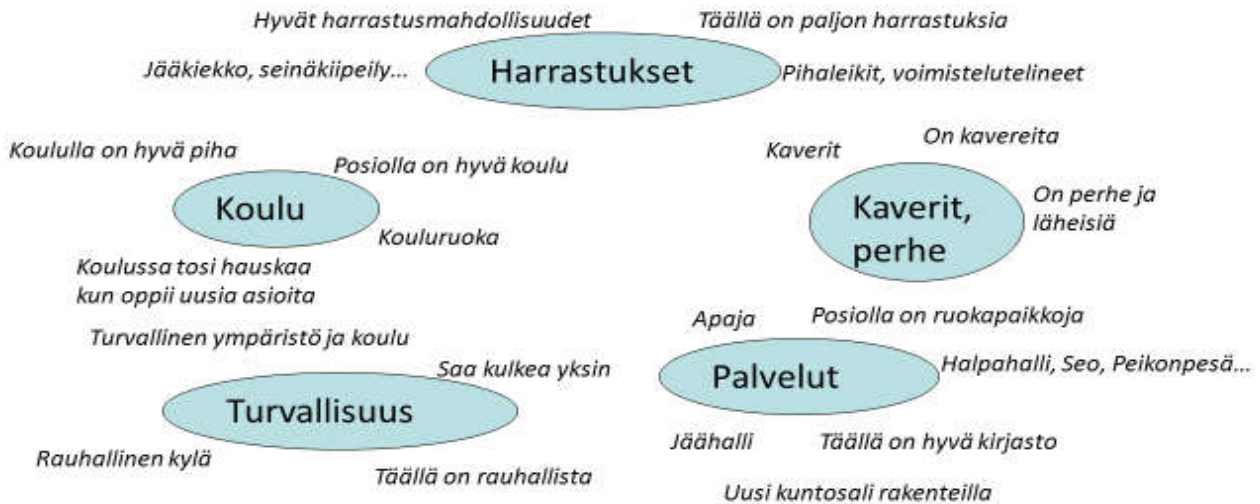 Hyvät harrastusmahdollisuudet
Täällä on paljon harrastuksia
Jääkiekko, seinäkiipeily...
Harrastukset
Pihaleikit, voimistelutelineet
Koululla on hyvä piha
Posiolla on hyvä koulu
Koulu
Kouluruoka
Koulussa tosi hauskaa
kun oppii uusia asioita
Kaverit
On kavereita
Kaverit,
perhe
On perhe ja
läheisiä
Turvallinen ympäristö ja koulu
Saa kulkea yksin
Turvallisuus
Rauhallinen kylä
Täällä on rauhallista
Apaja
Posiolla on ruokapaikkoja
Palvelut
Halpahalli, Seo, Peikonpesä...
Jäähalli
Täällä on hyvä kirjasto
Uusi kuntosali rakenteilla